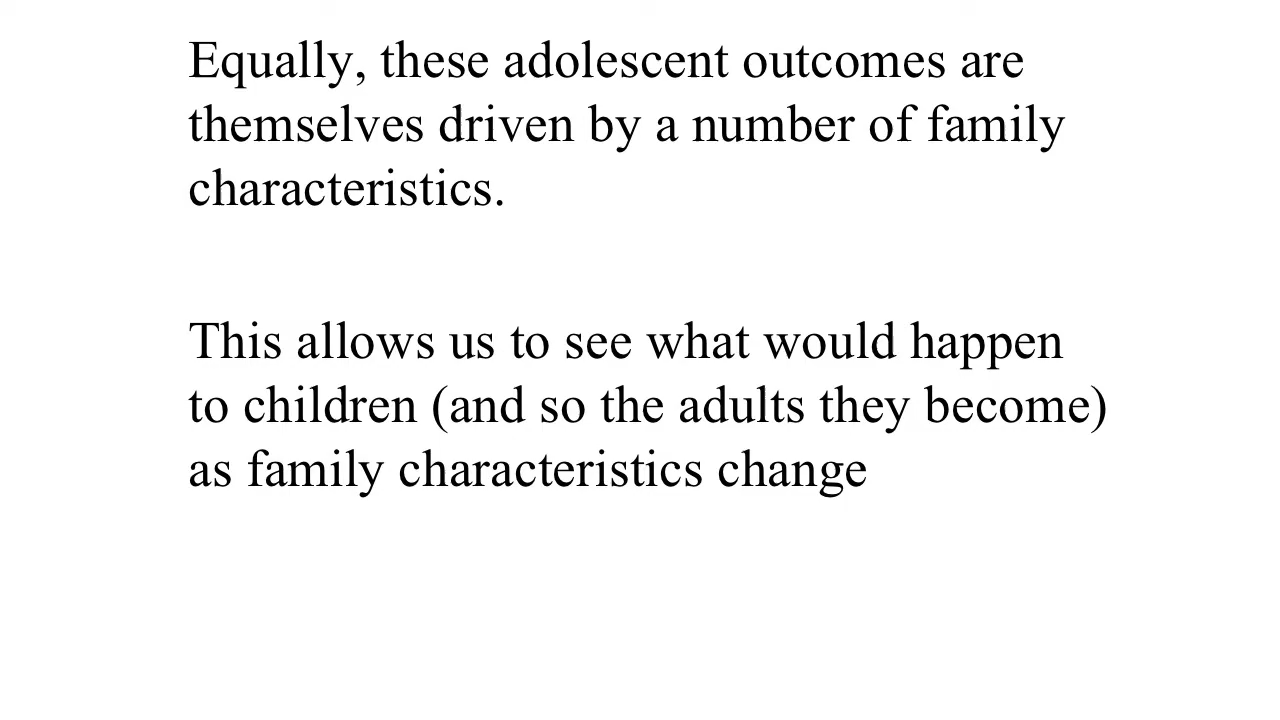 Equally, these adolescent outcomes are
themselves driven by a number of family
characteristics.
This allows us to see what would happen
to children (and so the adults they become)
as family characteristics change